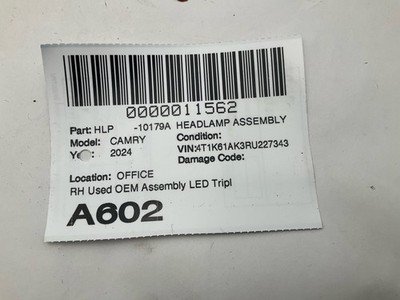 0000011562
Part: HLP -10179A HEADLAMP ASSEMBLY
Model: CAMRY Condition:
Year: 2024 VIN:4T1K61AK3RU227343
Damage Code:
Location: OFFICE
RH Used OEM Assembly LED Tripl
A602